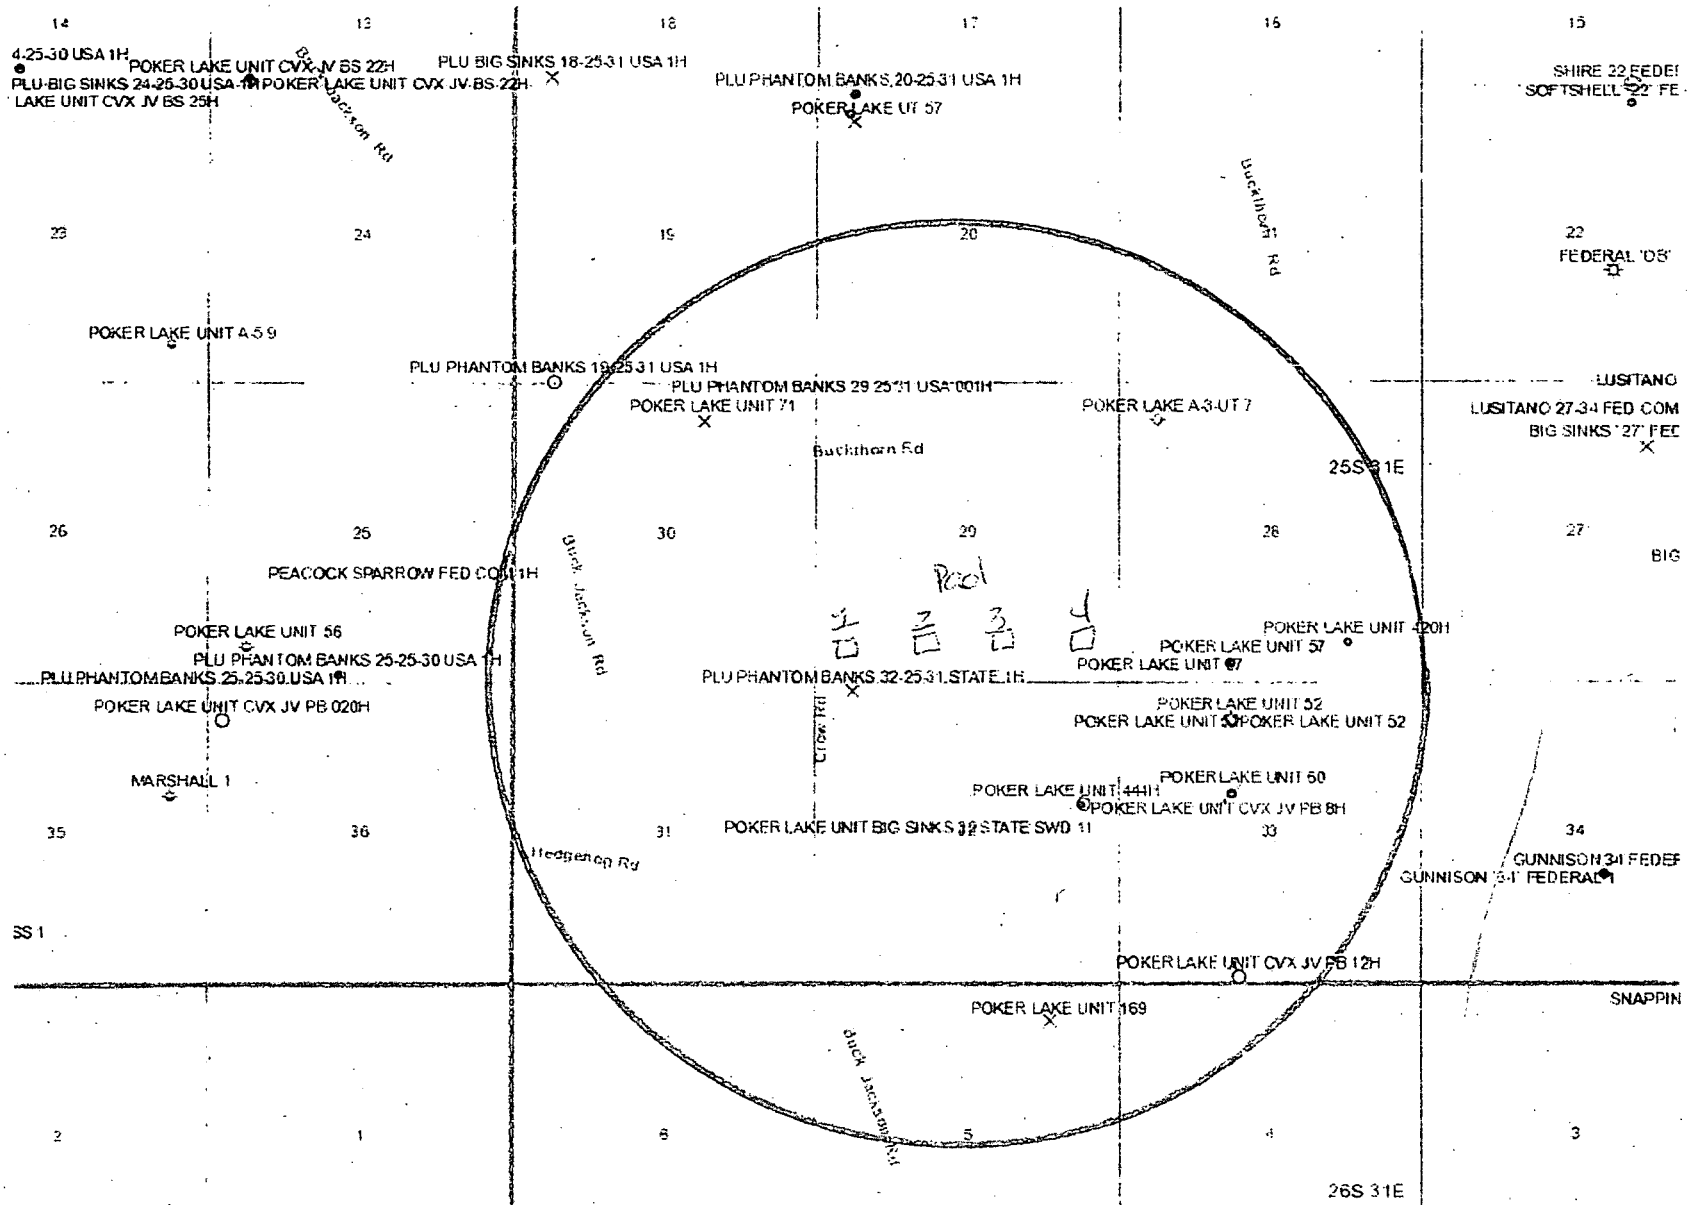 14 13 18 17 16 15
4-25-30 USA 1H
POKER LAKE UNIT CVX JV BS 22H
PLU BIG SINKS 18-25-31 USA 1H
PLU PHANTOM BANKS 20-25-31 USA 1H
SHIRE 22 FEDE
PLU BIG SINKS 24-25-30 USA 1H POKER LAKE UNIT CVX JV BS 22H
SOFTSHELL "22" FE
LAKE UNIT CVX JV BS 25H
POKER LAKE UT 57
Buck Jackson Rd
Buckthorn Rd
23 24 19 20 22
FEDERAL 'DB'
POKER LAKE UNIT A-5 9
PLU PHANTOM BANKS 19-25-31 USA 1H
PLU PHANTOM BANKS 29 25 31 USA 001H
LUSITANO
POKER LAKE UNIT 71
POKER LAKE A-3-UT 7
LUSITANO 27-34 FED COM
BIG SINKS "27" FED
Buckthorn Rd
25S 31E
26 25 30 29 28 27
BIG
Buck Jackson Rd
PEACOCK SPARROW FED COM 1H
Pool
1 2 3 4
POKER LAKE UNIT 56
POKER LAKE UNIT 420H
POKER LAKE UNIT 57
PLU PHANTOM BANKS 25-25-30 USA 1H
POKER LAKE UNIT 67
PLU PHANTOM BANKS 25-25-30 USA 1H
PLU PHANTOM BANKS 32-25-31 STATE 1H
POKER LAKE UNIT CVX JV PB 020H
POKER LAKE UNIT 52
POKER LAKE UNIT POKER LAKE UNIT 52
Crow Rd
MARSHALL 1
POKER LAKE UNIT 50
POKER LAKE UNIT 444H
POKER LAKE UNIT CVX JV PB 8H
POKER LAKE UNIT BIG SINKS 32 STATE SWD 1
35 36 31 33 34
Hedgehog Rd
GUNNISON 34 FEDER
GUNNISON "34" FEDERAL 1
SS 1
POKER LAKE UNIT CVX JV PB 12H
POKER LAKE UNIT 169
SNAPPIN
Buck Jackson Rd
2 1 6 5 4 3
26S 31E